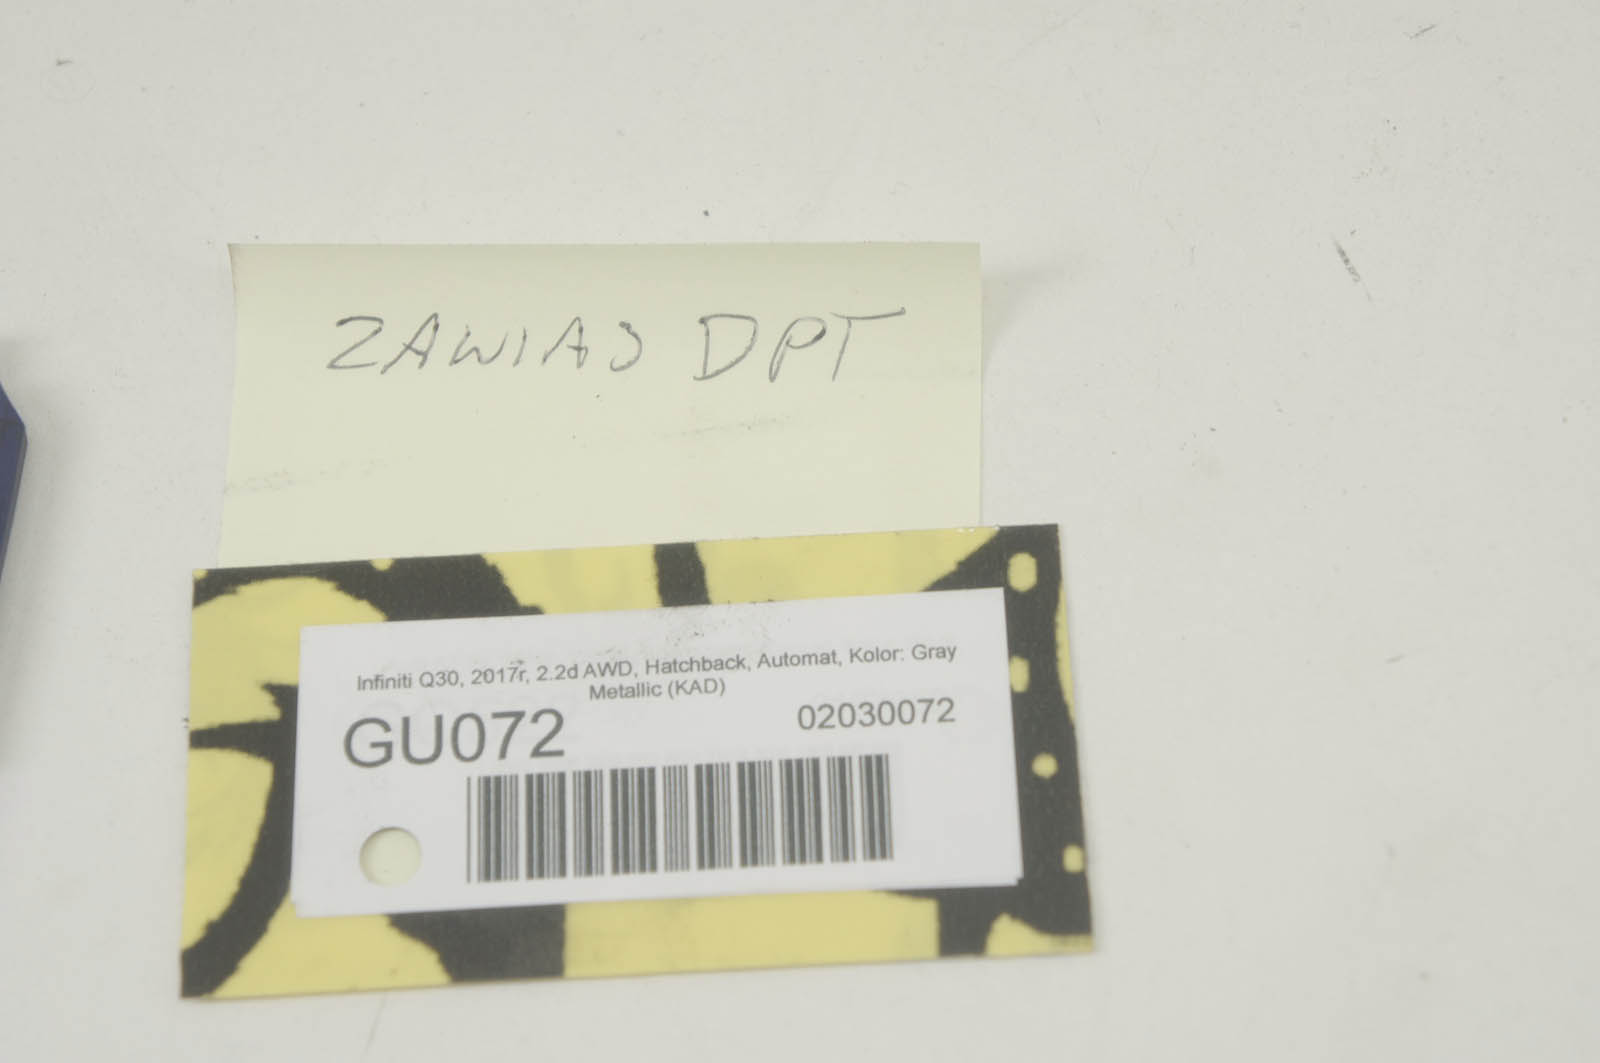 ZAWIAS DPT
Infiniti Q30, 2017r, 2.2d AWD, Hatchback, Automat, Kolor: Gray
Metallic (KAD)
GU072
02030072